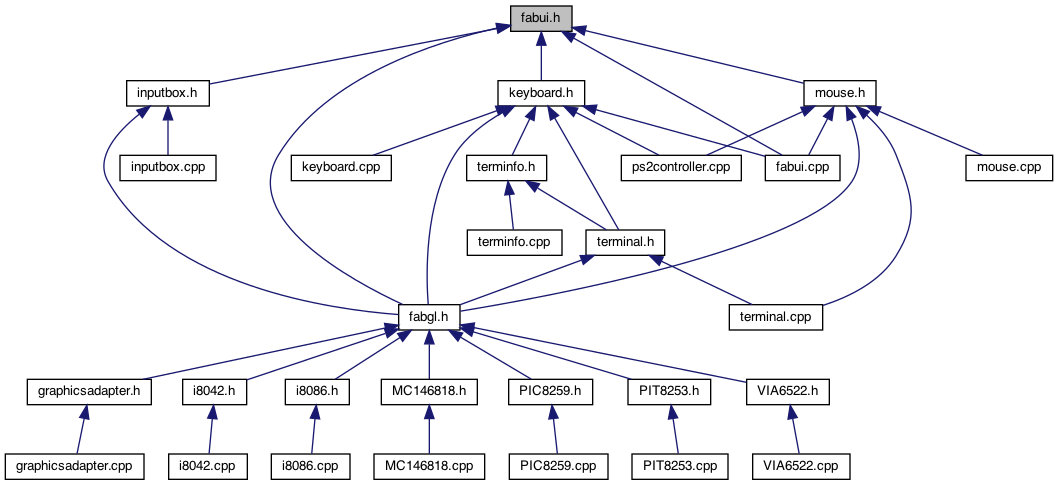 fabui.h
inputbox.h
keyboard.h
mouse.h
inputbox.cpp
keyboard.cpp
terminfo.h
ps2controller.cpp
fabui.cpp
mouse.cpp
terminfo.cpp
terminal.h
fabgl.h
terminal.cpp
graphicsadapter.h
i8042.h
i8086.h
MC146818.h
PIC8259.h
PIT8253.h
VIA6522.h
graphicsadapter.cpp
i8042.cpp
i8086.cpp
MC146818.cpp
PIC8259.cpp
PIT8253.cpp
VIA6522.cpp